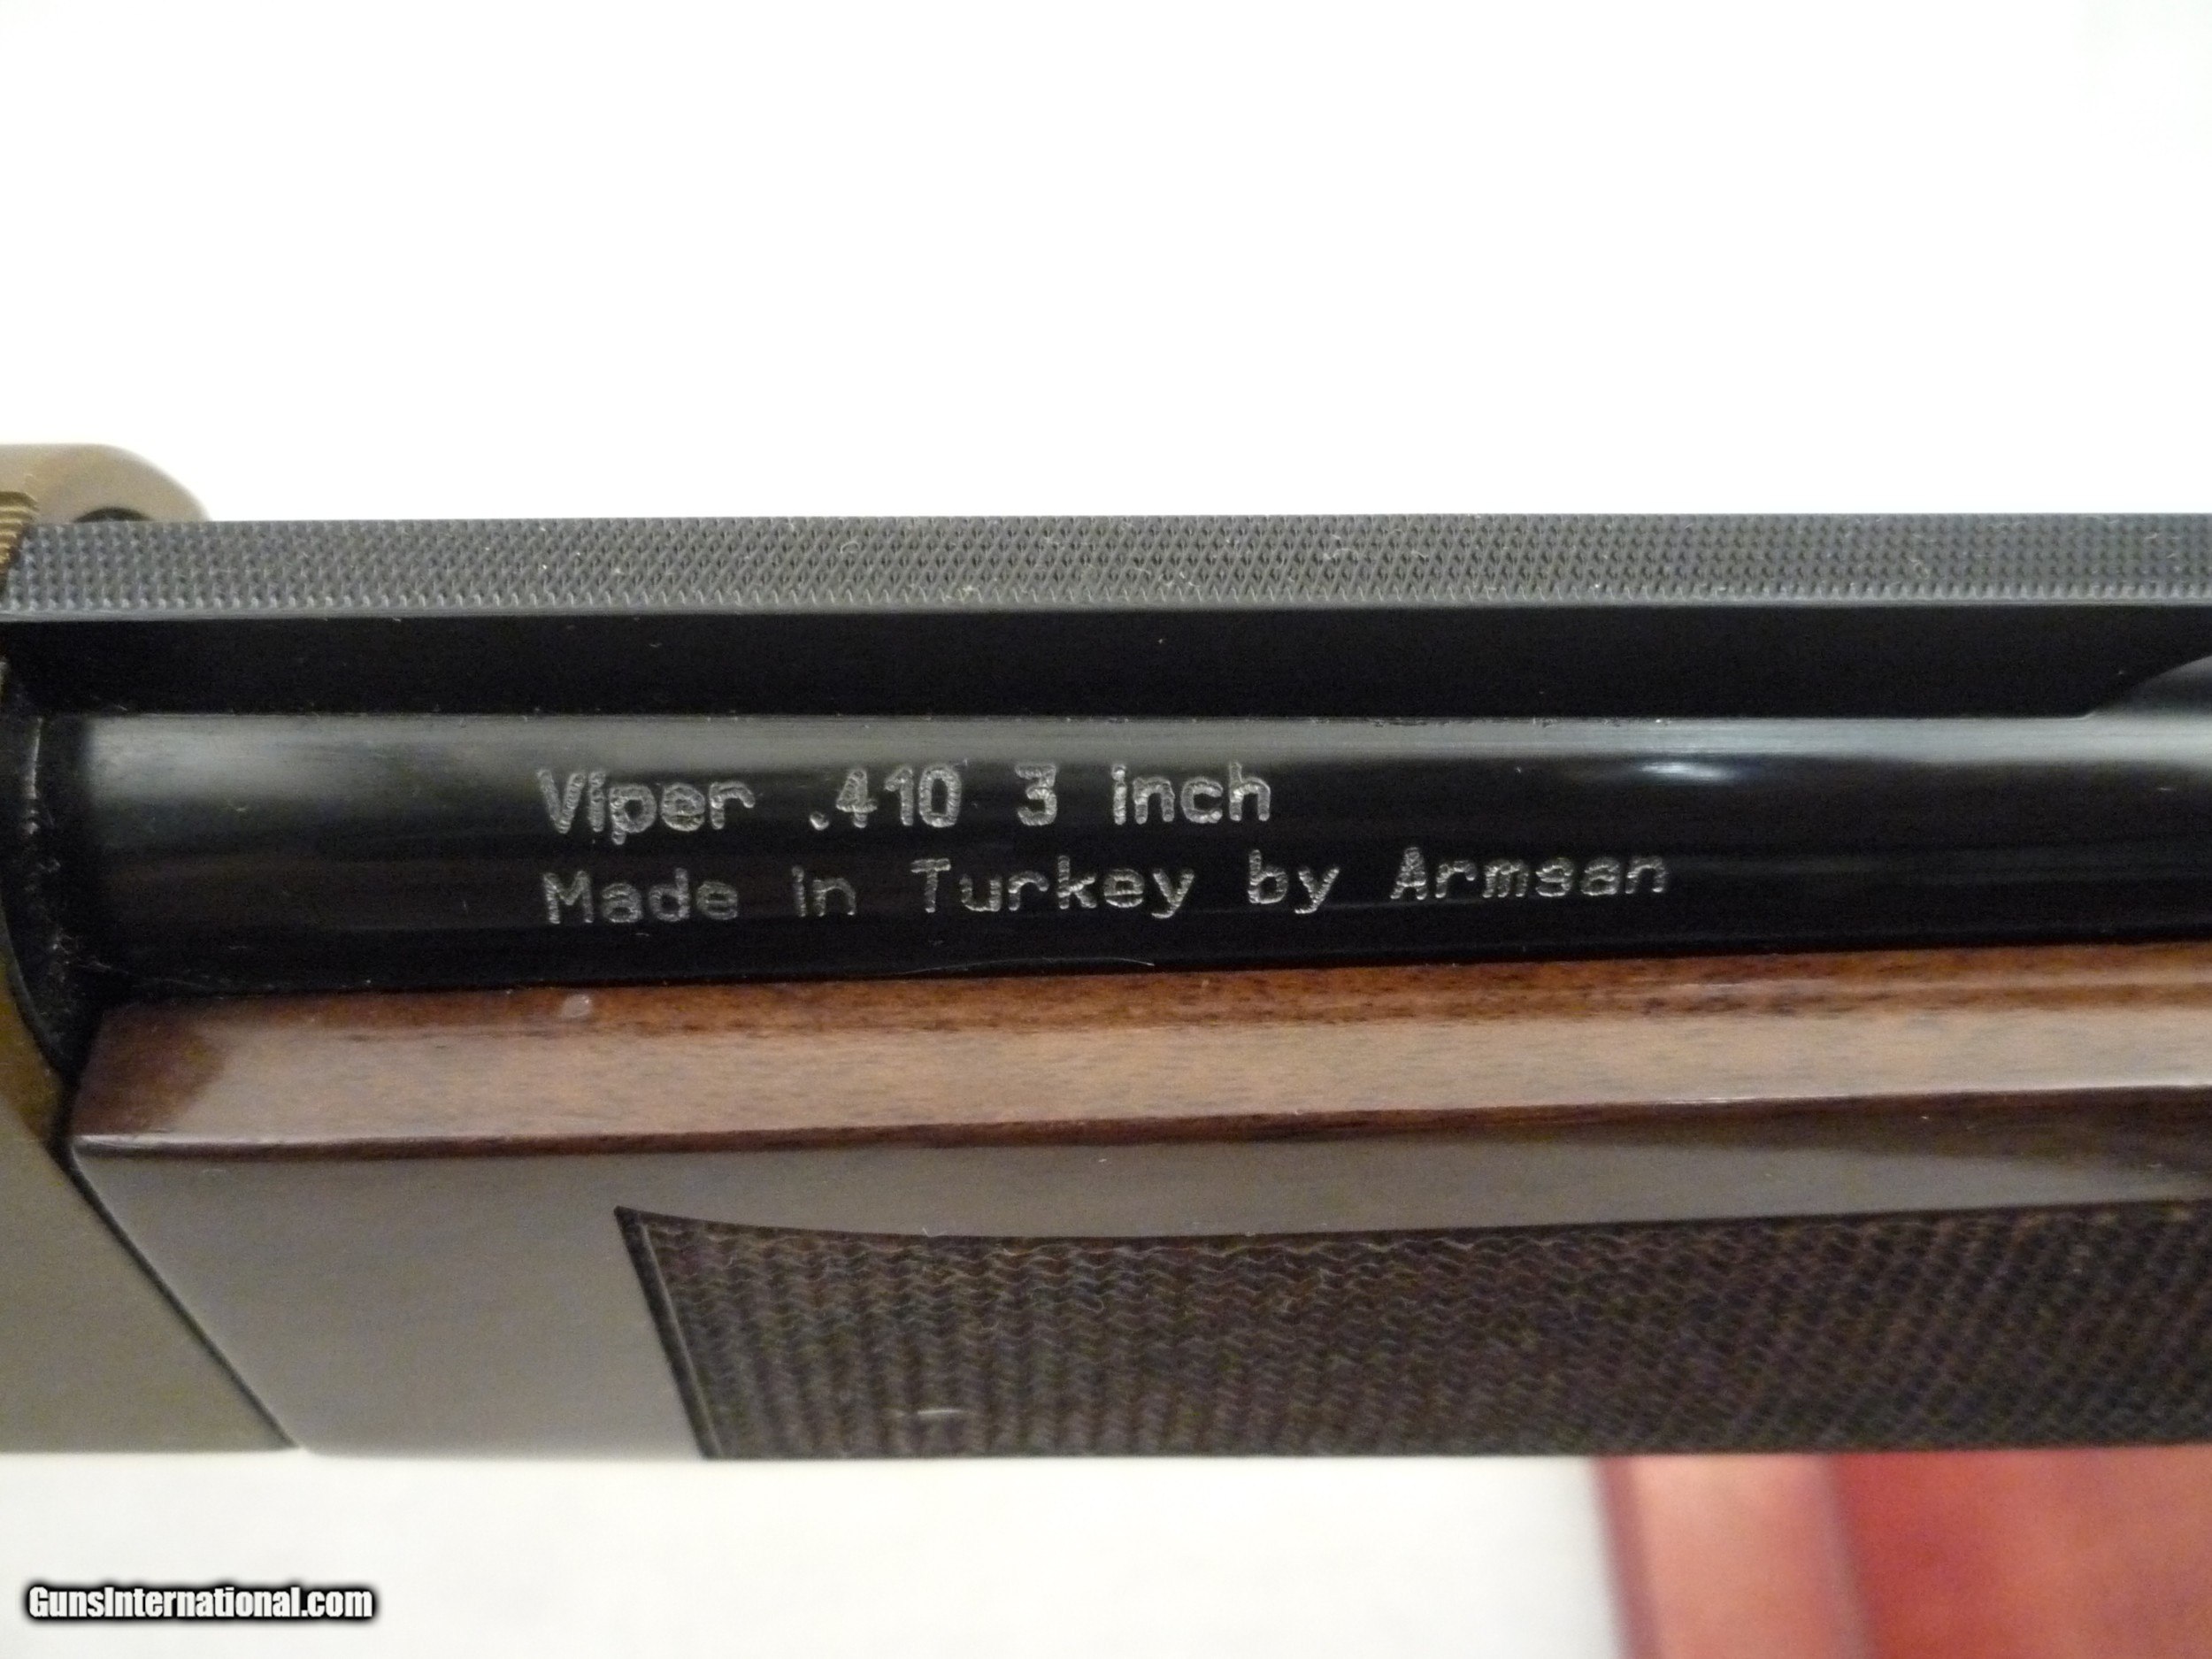 Viper .410 3 inch
Made in Turkey by Armsan
GunsInternational.com